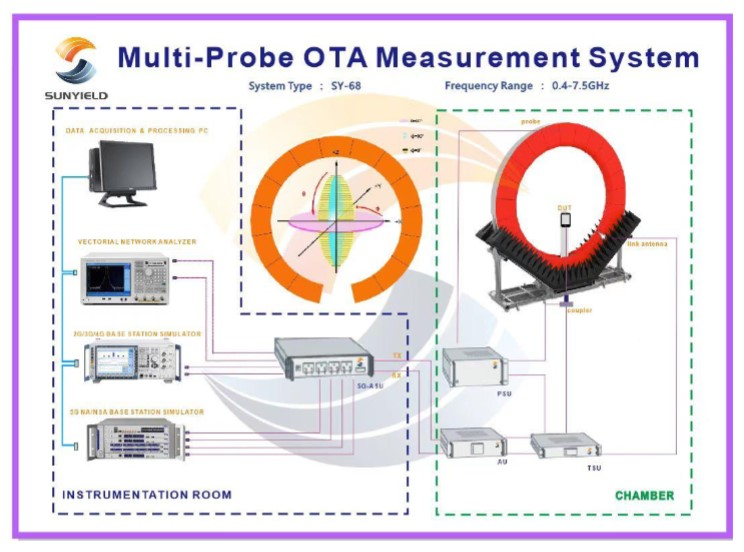 Multi-Probe OTA Measurement System
SUNYIELD
System Type : SY-68
Frequency Range : 0.4-7.5GHz
DATA ACQUISITION & PROCESSING PC
probe
DUT
VECTORIAL NETWORK ANALYZER
link antenna
coupler
2G/3G/4G BASE STATION SIMULATOR
TX
RX
5G-ASU
PSU
5G NA/NSA BASE STATION SIMULATOR
AU
TSU
INSTRUMENTATION ROOM
CHAMBER